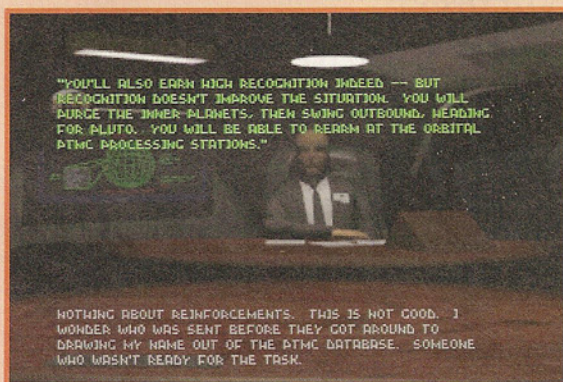 "YOU'LL ALSO EARN HIGH RECOGNITION INDEED -- BUT
RECOGNITION DOESN'T IMPROVE THE SITUATION. YOU WILL
PURGE THE INNER PLANETS, THEN SWING OUTBOUND, HEADING
FOR PLUTO. YOU WILL BE ABLE TO REARM AT THE ORBITAL
PTMC PROCESSING STATIONS."
NOTHING ABOUT REINFORCEMENTS. THIS IS NOT GOOD. I
WONDER WHO WAS SENT BEFORE THEY GOT AROUND TO
DRAWING MY NAME OUT OF THE PTMC DATABASE. SOMEONE
WHO WASN'T READY FOR THE TASK.